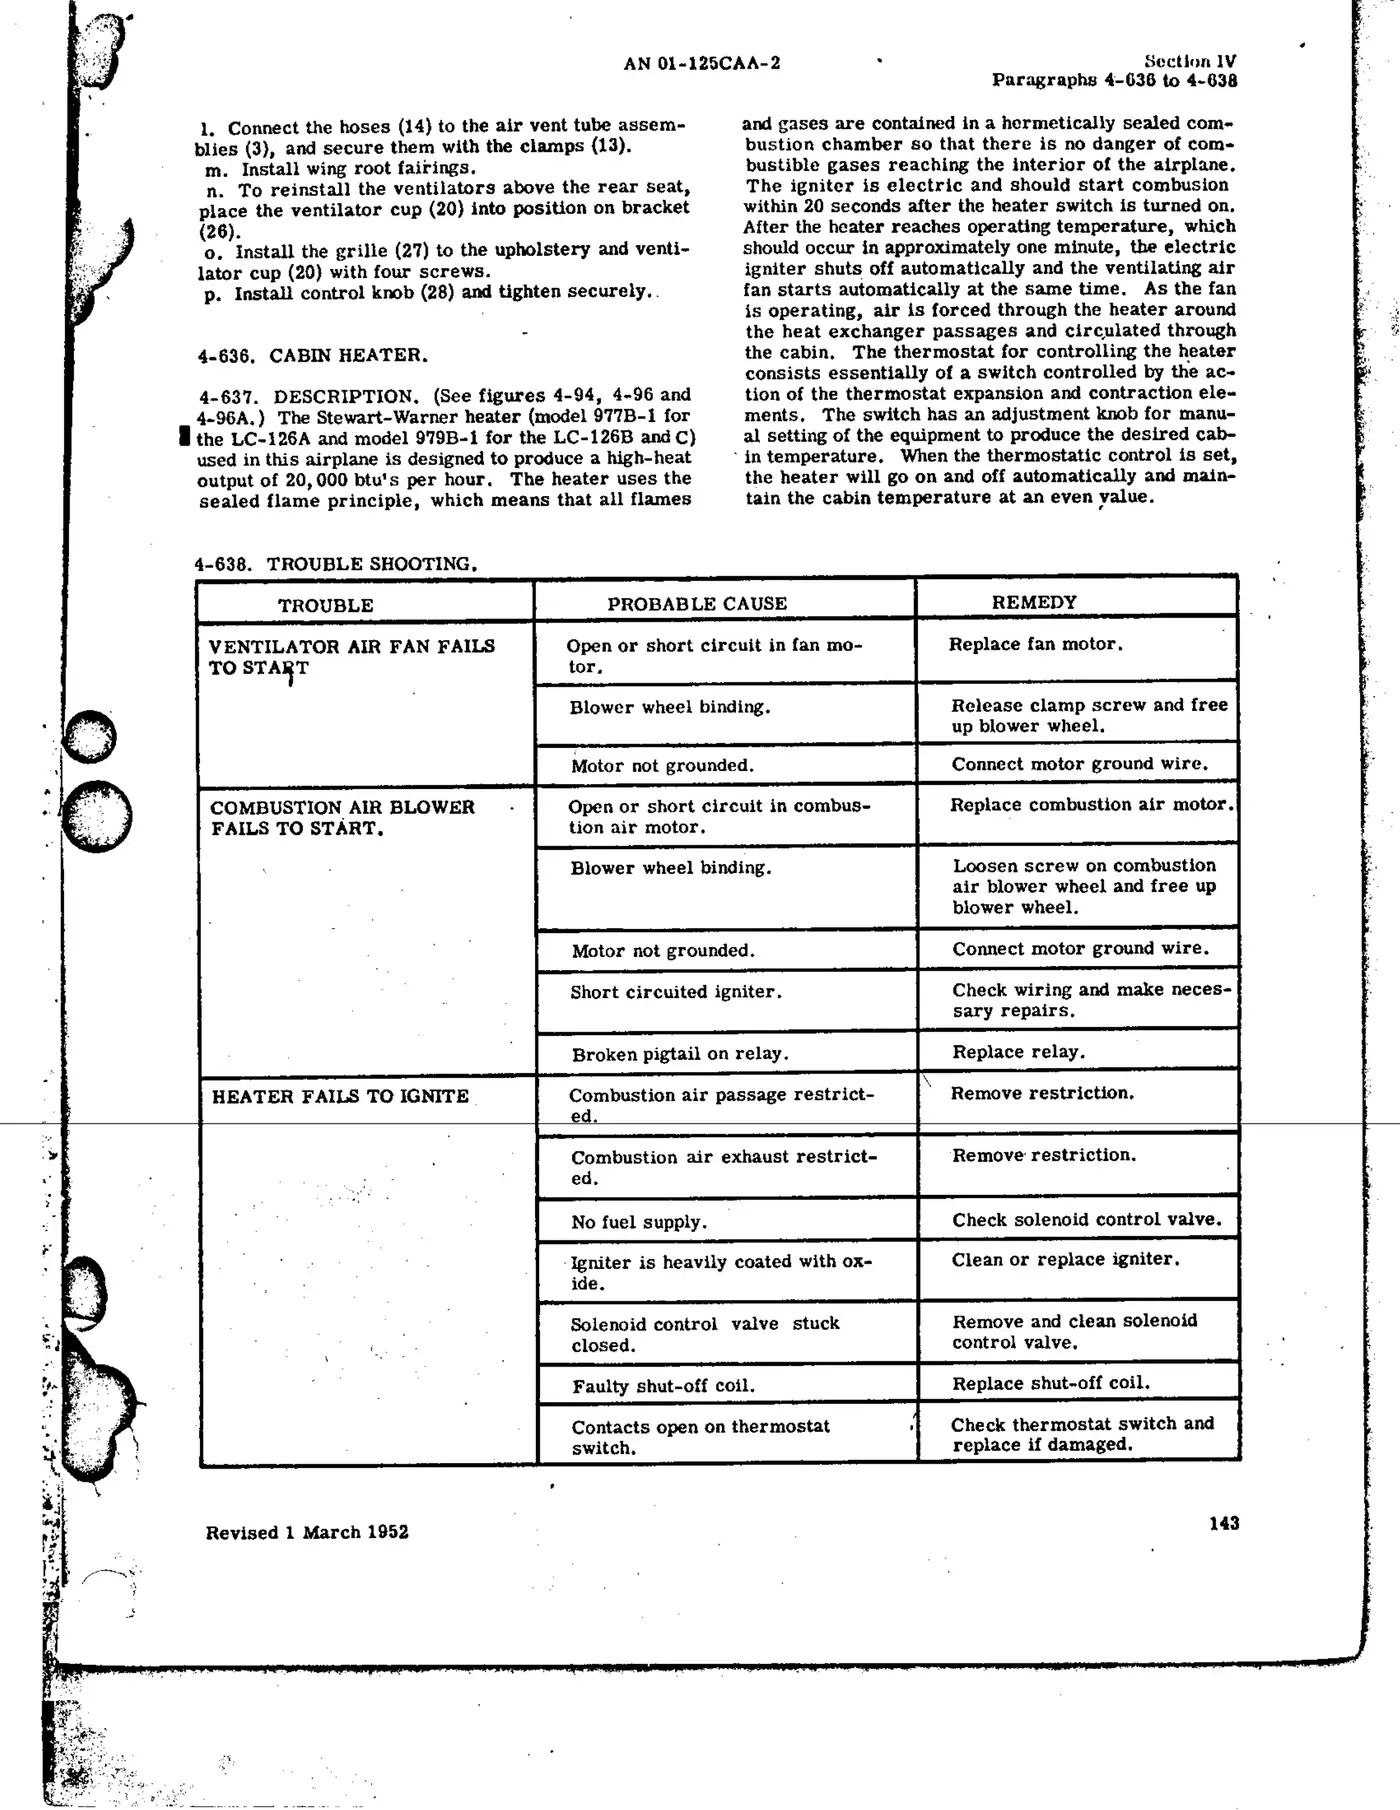 AN 01-125CAA-2
Section IV
Paragraphs 4-636 to 4-638
l. Connect the hoses (14) to the air vent tube assem-
blies (3), and secure them with the clamps (13).
m. Install wing root fairings.
n. To reinstall the ventilators above the rear seat,
place the ventilator cup (20) into position on bracket
(26).
o. Install the grille (27) to the upholstery and venti-
lator cup (20) with four screws.
p. Install control knob (28) and tighten securely.
4-636. CABIN HEATER.
4-637. DESCRIPTION. (See figures 4-94, 4-96 and
4-96A.) The Stewart-Warner heater (model 977B-1 for
the LC-126A and model 979B-1 for the LC-126B and C)
used in this airplane is designed to produce a high-heat
output of 20,000 btu's per hour. The heater uses the
sealed flame principle, which means that all flames
and gases are contained in a hermetically sealed com-
bustion chamber so that there is no danger of com-
bustible gases reaching the interior of the airplane.
The igniter is electric and should start combusion
within 20 seconds after the heater switch is turned on.
After the heater reaches operating temperature, which
should occur in approximately one minute, the electric
igniter shuts off automatically and the ventilating air
fan starts automatically at the same time. As the fan
is operating, air is forced through the heater around
the heat exchanger passages and circulated through
the cabin. The thermostat for controlling the heater
consists essentially of a switch controlled by the ac-
tion of the thermostat expansion and contraction ele-
ments. The switch has an adjustment knob for manu-
al setting of the equipment to produce the desired cab-
in temperature. When the thermostatic control is set,
the heater will go on and off automatically and main-
tain the cabin temperature at an even value.
4-638. TROUBLE SHOOTING.
TROUBLE PROBABLE CAUSE REMEDY
VENTILATOR AIR FAN FAILS
TO START
Open or short circuit in fan mo-
tor.
Replace fan motor.
Blower wheel binding.
Release clamp screw and free
up blower wheel.
Motor not grounded.
Connect motor ground wire.
COMBUSTION AIR BLOWER
FAILS TO START.
Open or short circuit in combus-
tion air motor.
Replace combustion air motor.
Blower wheel binding.
Loosen screw on combustion
air blower wheel and free up
blower wheel.
Motor not grounded.
Connect motor ground wire.
Short circuited igniter.
Check wiring and make neces-
sary repairs.
Broken pigtail on relay.
Replace relay.
HEATER FAILS TO IGNITE
Combustion air passage restrict-
ed.
Remove restriction.
Combustion air exhaust restrict-
ed.
Remove restriction.
No fuel supply.
Check solenoid control valve.
Igniter is heavily coated with ox-
ide.
Clean or replace igniter.
Solenoid control valve stuck
closed.
Remove and clean solenoid
control valve.
Faulty shut-off coil.
Replace shut-off coil.
Contacts open on thermostat
switch.
Check thermostat switch and
replace if damaged.
Revised 1 March 1952
143